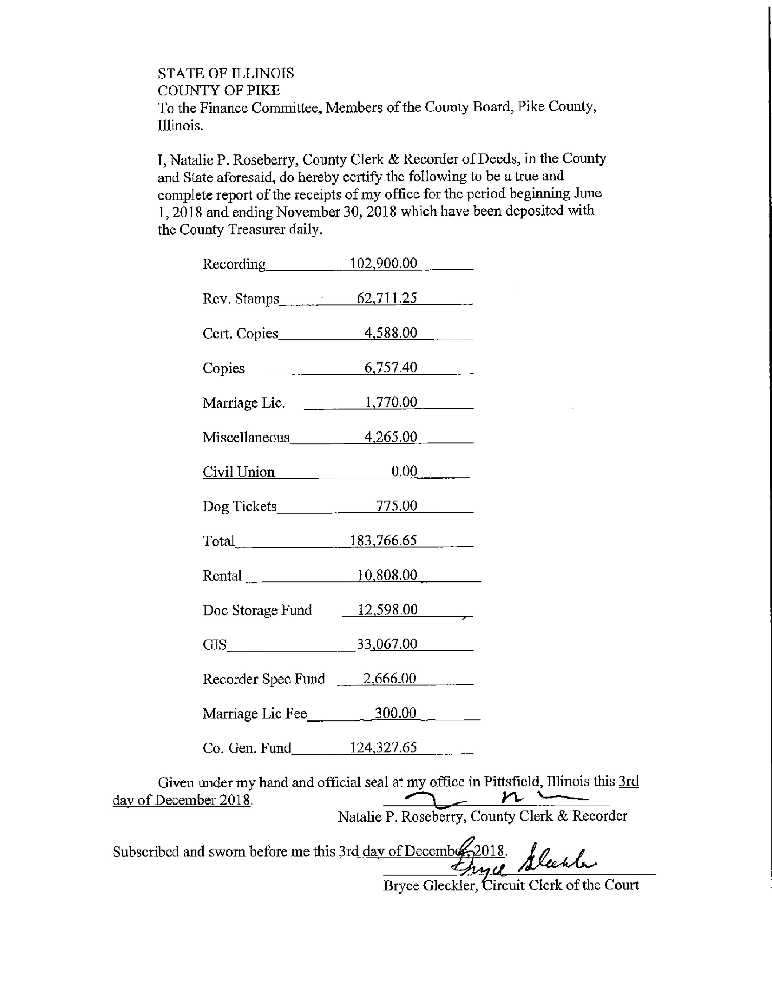 STATE OF ILLINOIS
COUNTY OF PIKE
To the Finance Committee, Members of the County Board, Pike County,
Illinois.
I, Natalie P. Roseberry, County Clerk & Recorder of Deeds, in the County
and State aforesaid, do hereby certify the following to be a true and
complete report of the receipts of my office for the period beginning June
1, 2018 and ending November 30, 2018 which have been deposited with
the County Treasurer daily.
Recording 102,900.00
Rev. Stamps 62,711.25
Cert. Copies 4,588.00
Copies 6,757.40
Marriage Lic. 1,770.00
Miscellaneous 4,265.00
Civil Union 0.00
Dog Tickets 775.00
Total 183,766.65
Rental 10,808.00
Doc Storage Fund 12,598.00
GIS 33,067.00
Recorder Spec Fund 2,666.00
Marriage Lic Fee 300.00
Co. Gen. Fund 124,327.65
Given under my hand and official seal at my office in Pittsfield, Illinois this 3rd
day of December 2018.
Natalie P. Roseberry, County Clerk & Recorder
Subscribed and sworn before me this 3rd day of December, 2018.
Bryce Gleckler
Bryce Gleckler, Circuit Clerk of the Court